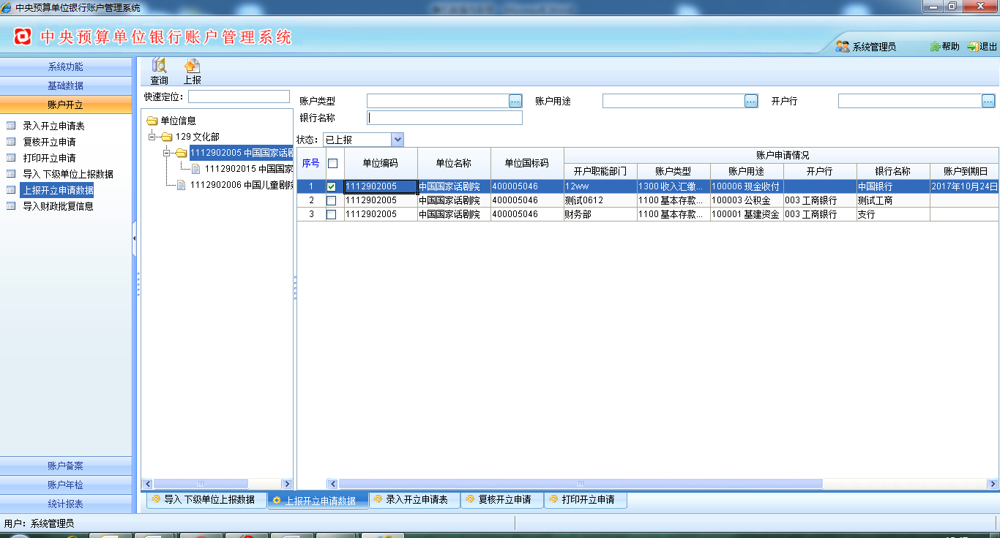 中央预算单位银行账户管理系统
中央预算单位银行账户管理系统
系统管理员 帮助 退出
系统功能
基础数据
账户开立
录入开立申请表
复核开立申请
打印开立申请
导入下级单位上报数据
上报开立申请数据
导入财政批复信息
账户备案
账户年检
统计报表
查询 上报
快速定位:
单位信息
129 文化部
1112902005 中国国家话剧
1112902015 中国国家
1112902006 中国儿童剧院
账户类型 账户用途 开户行
银行名称
状态: 已上报
账户申请情况
序号 单位编码 单位名称 单位国标码 开户职能部门 账户类型 账户用途 开户行 银行名称 账户到期日
1 1112902005 中国国家话剧院 400005046 12ww 1300 收入汇缴... 100006 现金收付 中国银行 2017年10月24日
2 1112902005 中国国家话剧院 400005046 测试0612 1100 基本存款... 100003 公积金 003 工商银行 测试工商
3 1112902005 中国国家话剧院 400005046 财务部 1100 基本存款... 100001 基建资金 003 工商银行 支行
导入下级单位上报数据 上报开立申请数据 录入开立申请表 复核开立申请 打印开立申请
用户: 系统管理员